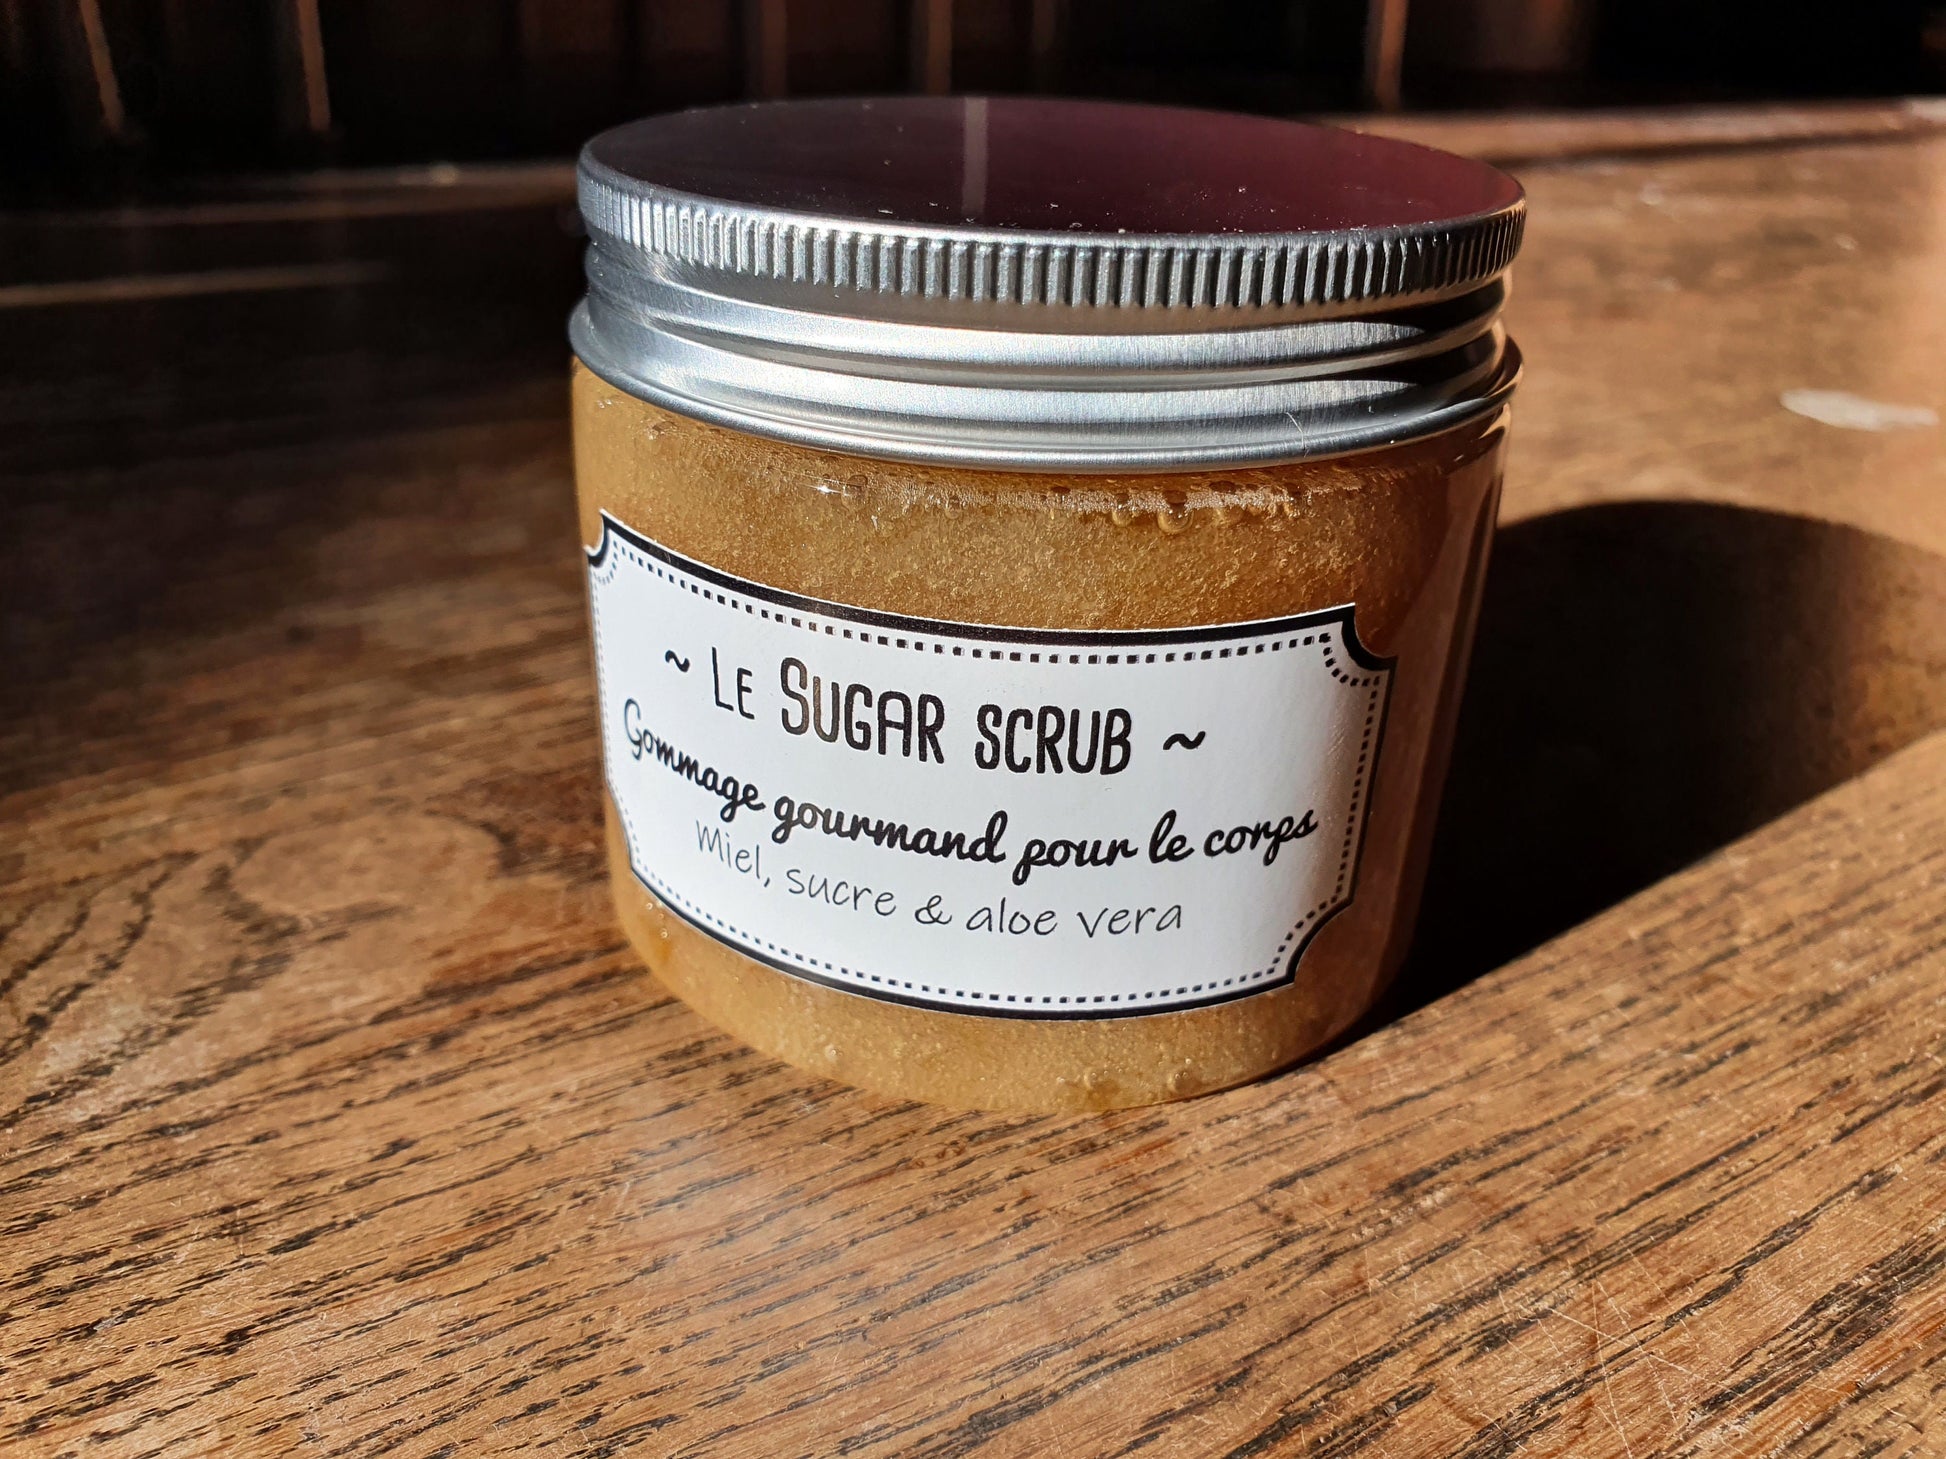 ~ Le Sugar scrub ~
Gommage gourmand pour le corps
Miel, sucre & aloe vera